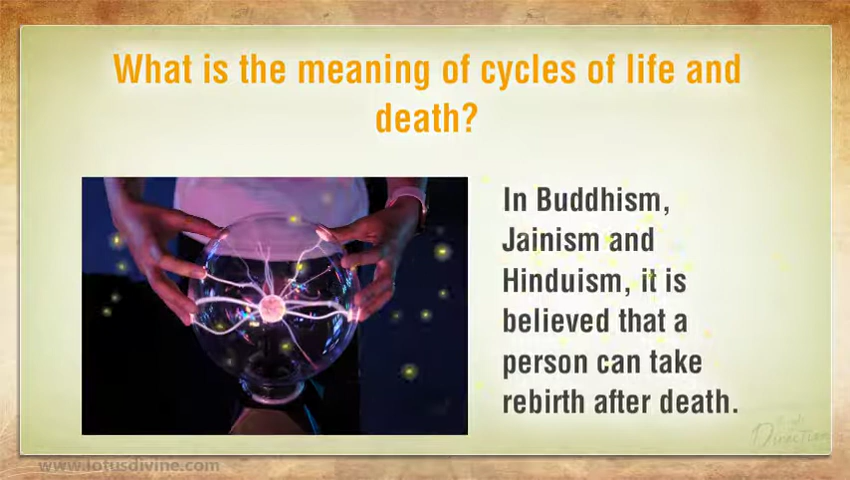 What is the meaning of cycles of life and
death?
In Buddhism,
Jainism and
Hinduism, it is
believed that a
person can take
rebirth after death.
Direction
www.lotusdivine.com